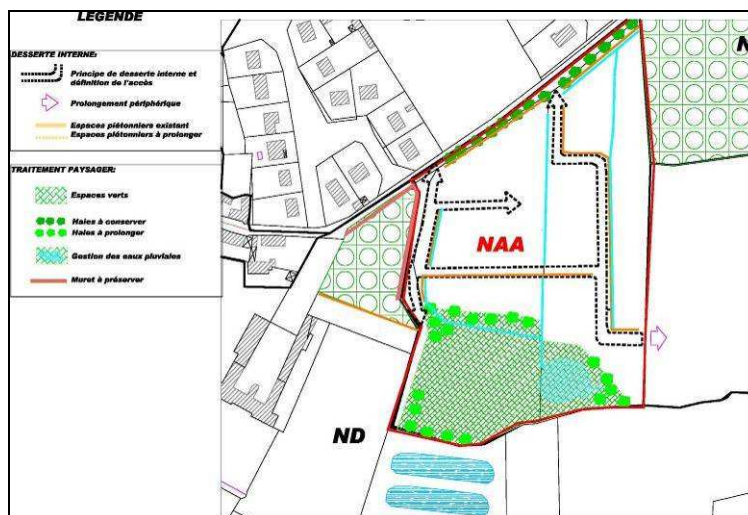 LEGENDE
DESSERTE INTERNE:
Principe de desserte interne et
définition de l'accès
Prolongement périphérique
Espaces piétonniers existant
Espaces piétonniers à prolonger
TRAITEMENT PAYSAGER:
Espaces verts
Haies à conserver
Haies à prolonger
Gestion des eaux pluviales
Muret à préserver
NAA
ND